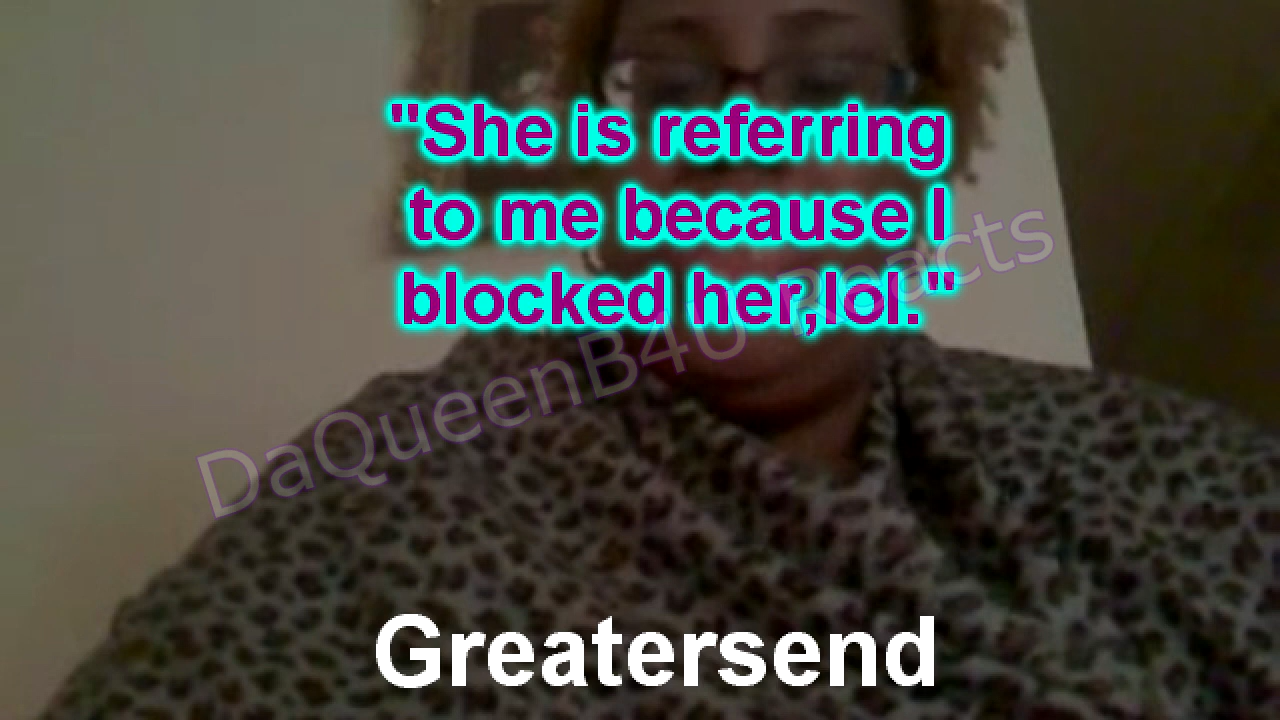 "She is referring
to me because I
blocked her,lol."
DaQueenB4U Reacts
Greatersend